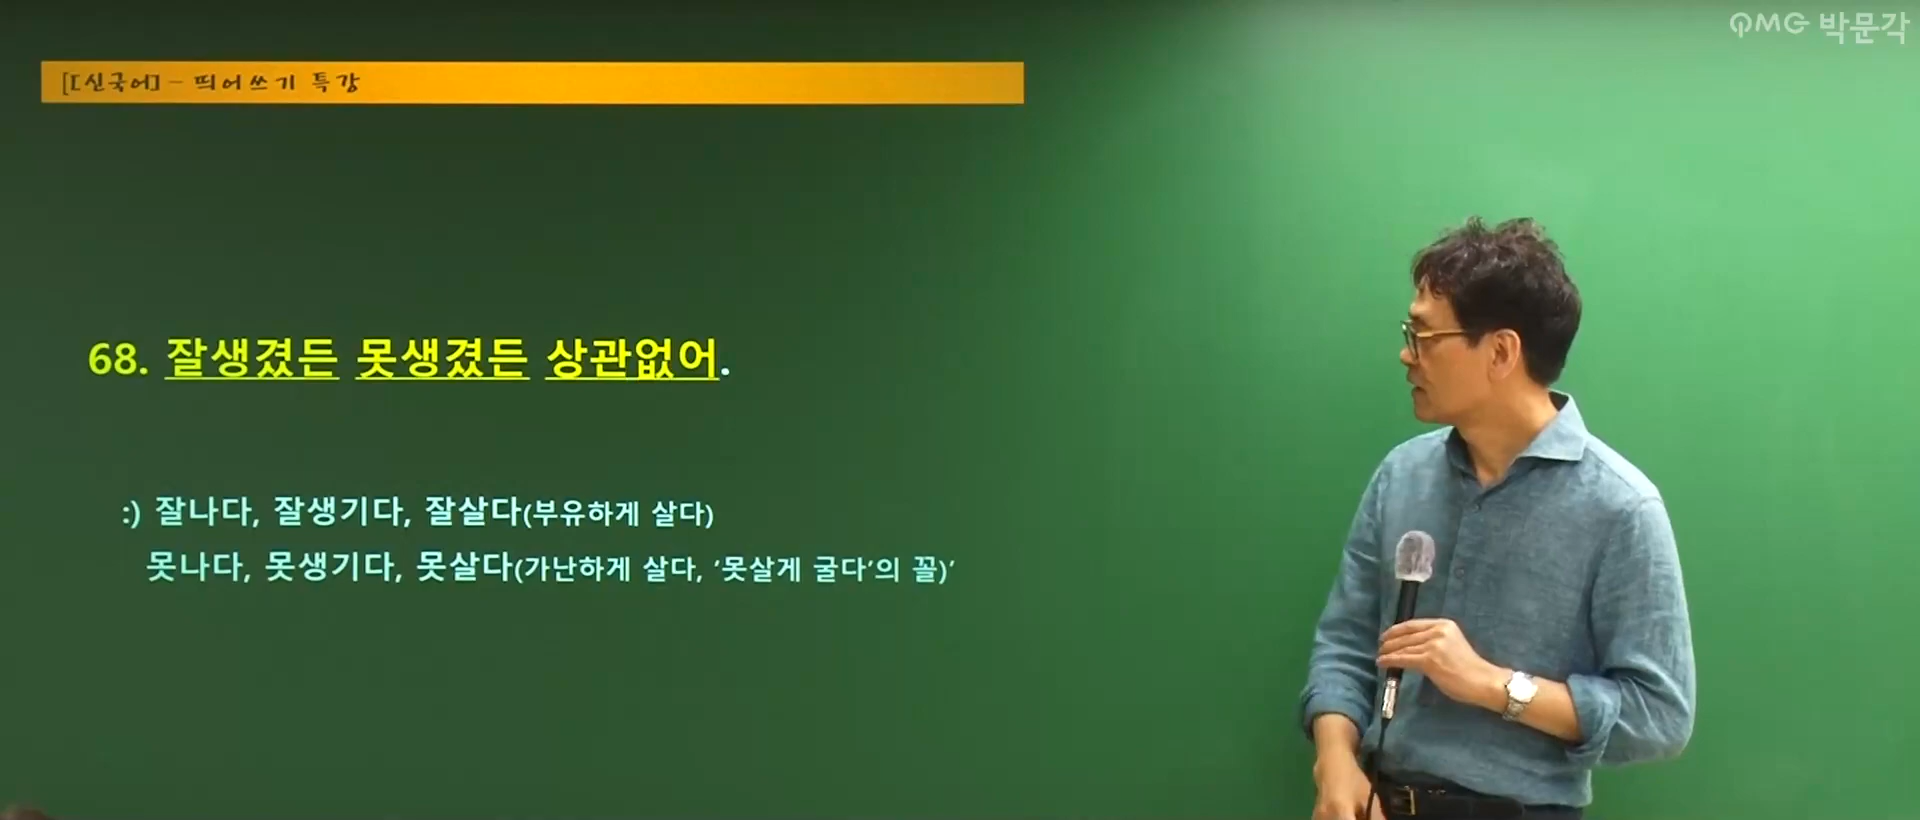 PMG 박문각
[[신국어] - 띄어쓰기 특강
68. 잘생겼든 못생겼든 상관없어.
:) 잘나다, 잘생기다, 잘살다(부유하게 살다)
못나다, 못생기다, 못살다(가난하게 살다, ‘못살게 굴다’의 꼴)’